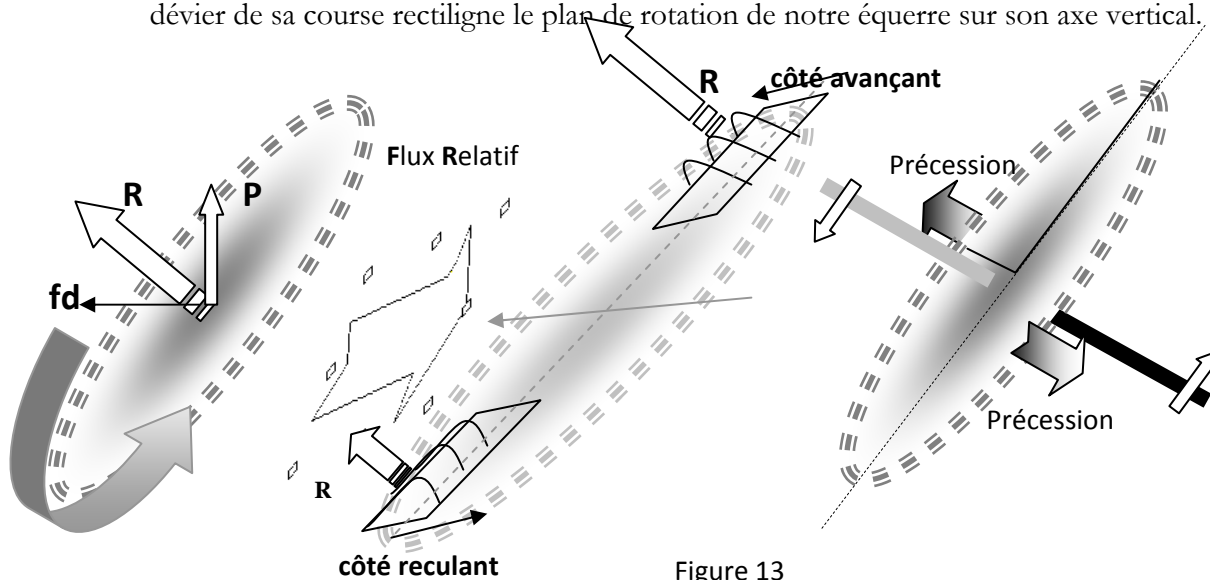 dévier de sa course rectiligne le plan de rotation de notre équerre sur son axe vertical.
R
côté avançant
Flux Relatif
Précession
R
P
fd
Précession
R
côté reculant
Figure 13